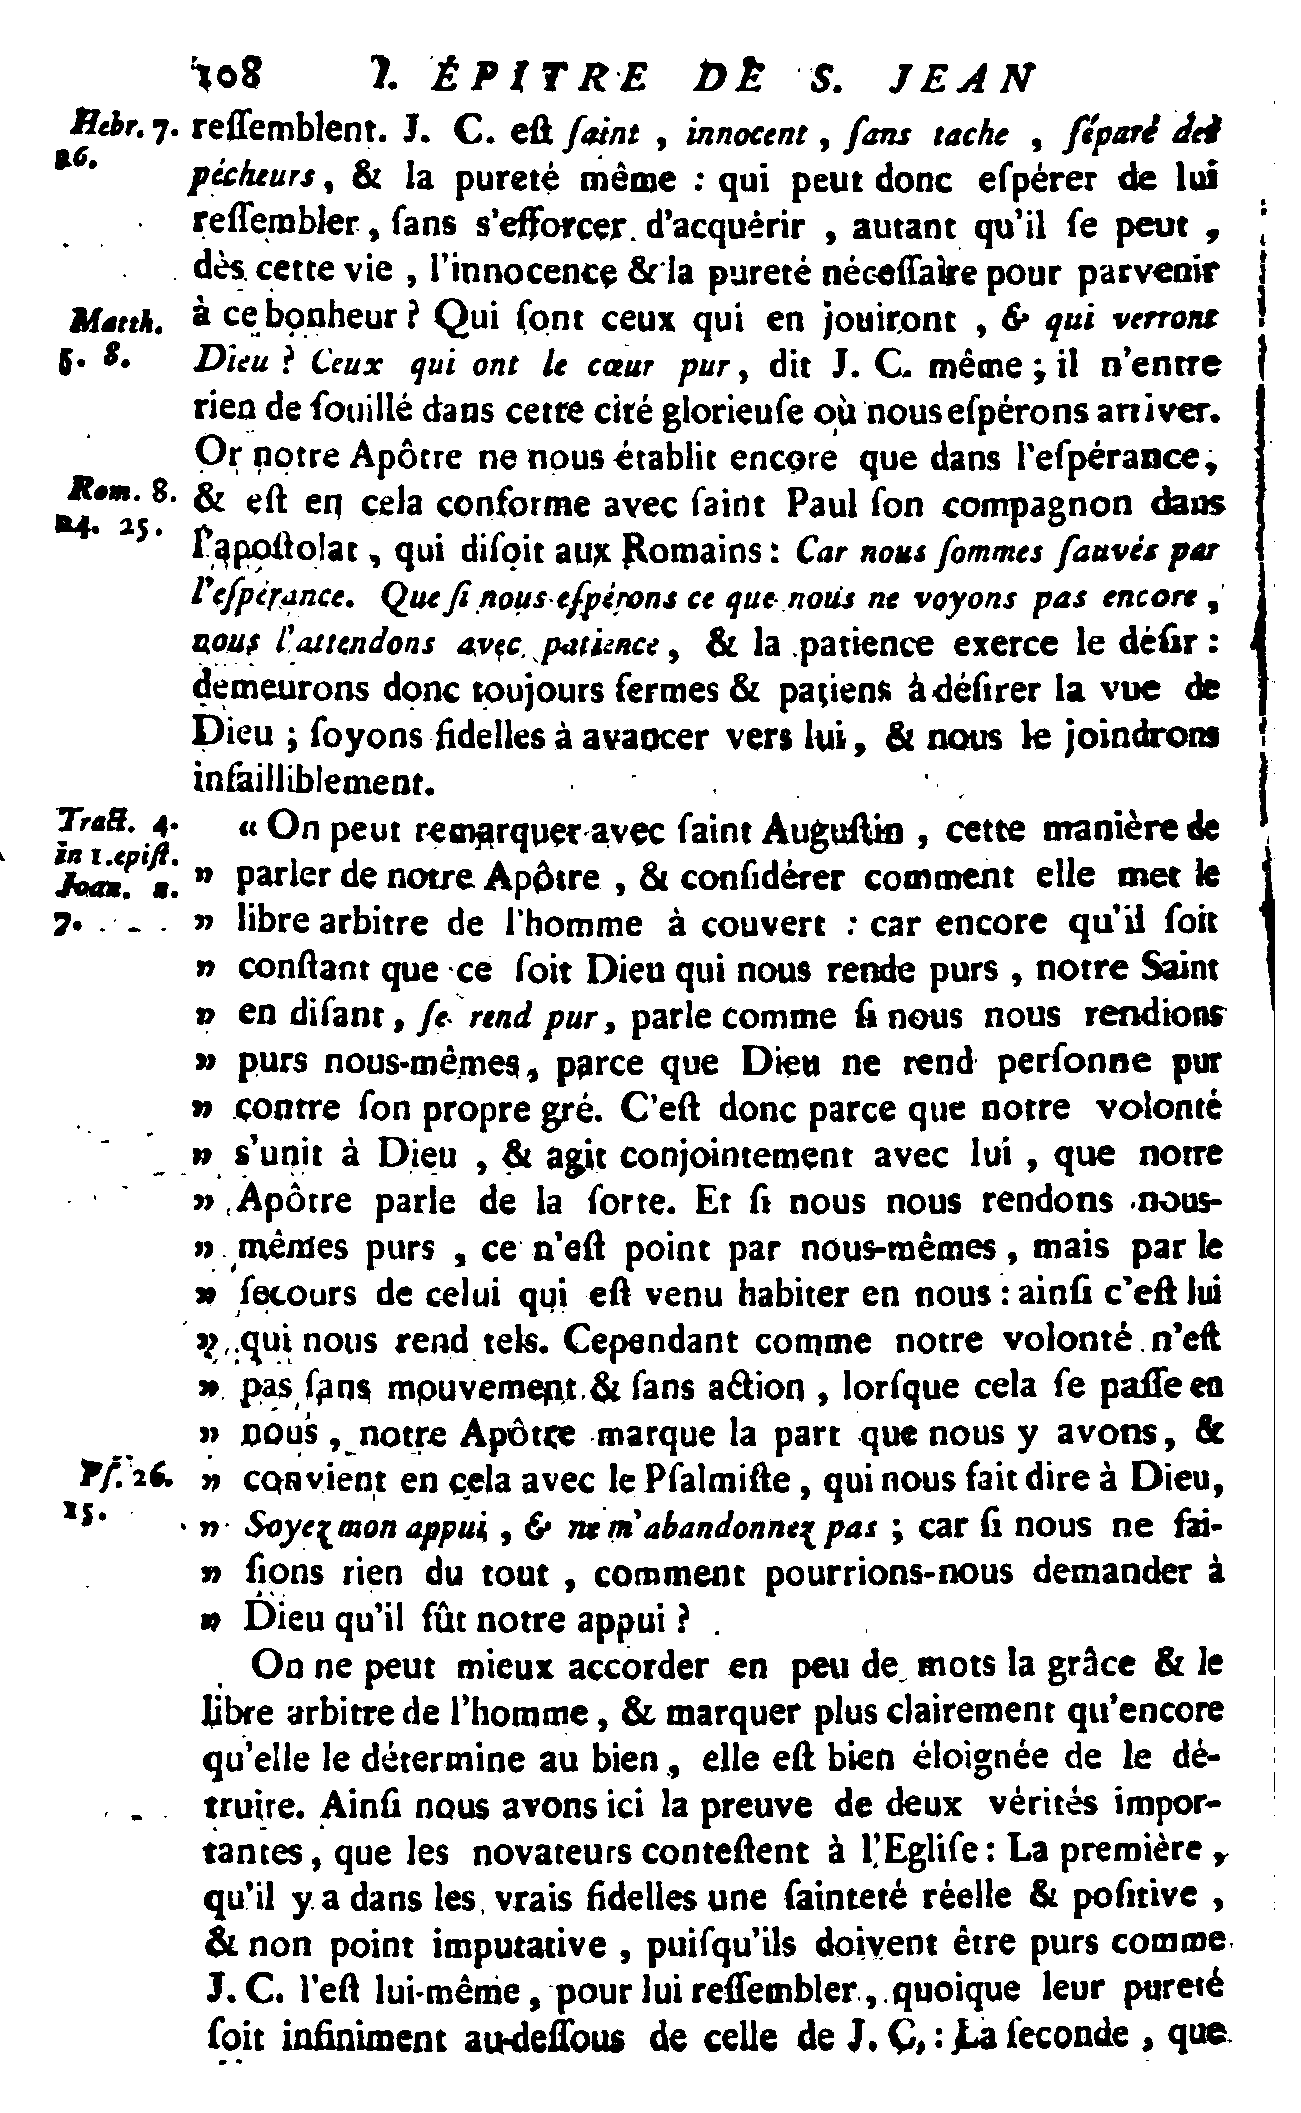 108 I. ÉPITRE DE S. JEAN
Hebr. 7. reſſemblent. J. C. eſt ſaint, innocent, ſans tache, ſéparé des
26. pécheurs, & la pureté même : qui peut donc eſpérer de lui
reſſembler, ſans s'efforcer d'acquérir, autant qu'il ſe peut,
dès cette vie, l'innocence & la pureté néceſſaire pour parvenir
Matth. à ce bonheur ? Qui ſont ceux qui en jouiront, & qui verront
5. 8. Dieu ? Ceux qui ont le cœur pur, dit J. C. même ; il n'entre
rien de ſouillé dans cette cité glorieuſe où nous eſpérons arriver.
Or notre Apôtre ne nous établit encore que dans l'eſpérance,
Rom. 8. & eſt en cela conforme avec ſaint Paul ſon compagnon dans
24. 25. l'apoſtolat, qui diſoit aux Romains : Car nous ſommes ſauvés par
l'eſpérance. Que ſi nous eſpérons ce que nous ne voyons pas encore,
nous l'attendons avec patience, & la patience exerce le déſir :
demeurons donc toujours fermes & patiens à déſirer la vue de
Dieu ; ſoyons fidelles à avancer vers lui, & nous le joindrons
infailliblement.
Tract. 4. « On peut remarquer avec ſaint Auguſtin, cette manière de
in 1. epiſt.
Joan. n. » parler de notre Apôtre, & conſidérer comment elle met le
7. » libre arbitre de l'homme à couvert : car encore qu'il ſoit
» conſtant que ce ſoit Dieu qui nous rende purs, notre Saint
» en diſant, ſe rend pur, parle comme ſi nous nous rendions
» purs nous-mêmes, parce que Dieu ne rend perſonne pur
» contre ſon propre gré. C'eſt donc parce que notre volonté
» s'unit à Dieu, & agit conjointement avec lui, que notre
» Apôtre parle de la ſorte. Et ſi nous nous rendons nous-
» mêmes purs, ce n'eſt point par nous-mêmes, mais par le
» ſecours de celui qui eſt venu habiter en nous : ainſi c'eſt lui
» qui nous rend tels. Cependant comme notre volonté n'eſt
» pas ſans mouvement & ſans action, lorſque cela ſe paſſe en
» nous, notre Apôtre marque la part que nous y avons, &
Pſ. 26. » convient en cela avec le Pſalmiſte, qui nous fait dire à Dieu,
15. » Soyez mon appui, & ne m'abandonnez pas ; car ſi nous ne fai-
» ſions rien du tout, comment pourrions-nous demander à
» Dieu qu'il fût notre appui ?
On ne peut mieux accorder en peu de mots la grâce & le
libre arbitre de l'homme, & marquer plus clairement qu'encore
qu'elle le détermine au bien, elle eſt bien éloignée de le dé-
truire. Ainſi nous avons ici la preuve de deux vérités impor-
tantes, que les novateurs conteſtent à l'Egliſe : La première,
qu'il y a dans les vrais fidelles une ſainteté réelle & poſitive,
& non point imputative, puiſqu'ils doivent être purs comme
J. C. l'eſt lui-même, pour lui reſſembler, quoique leur pureté
ſoit infiniment au-deſſous de celle de J. C. : La ſeconde, que